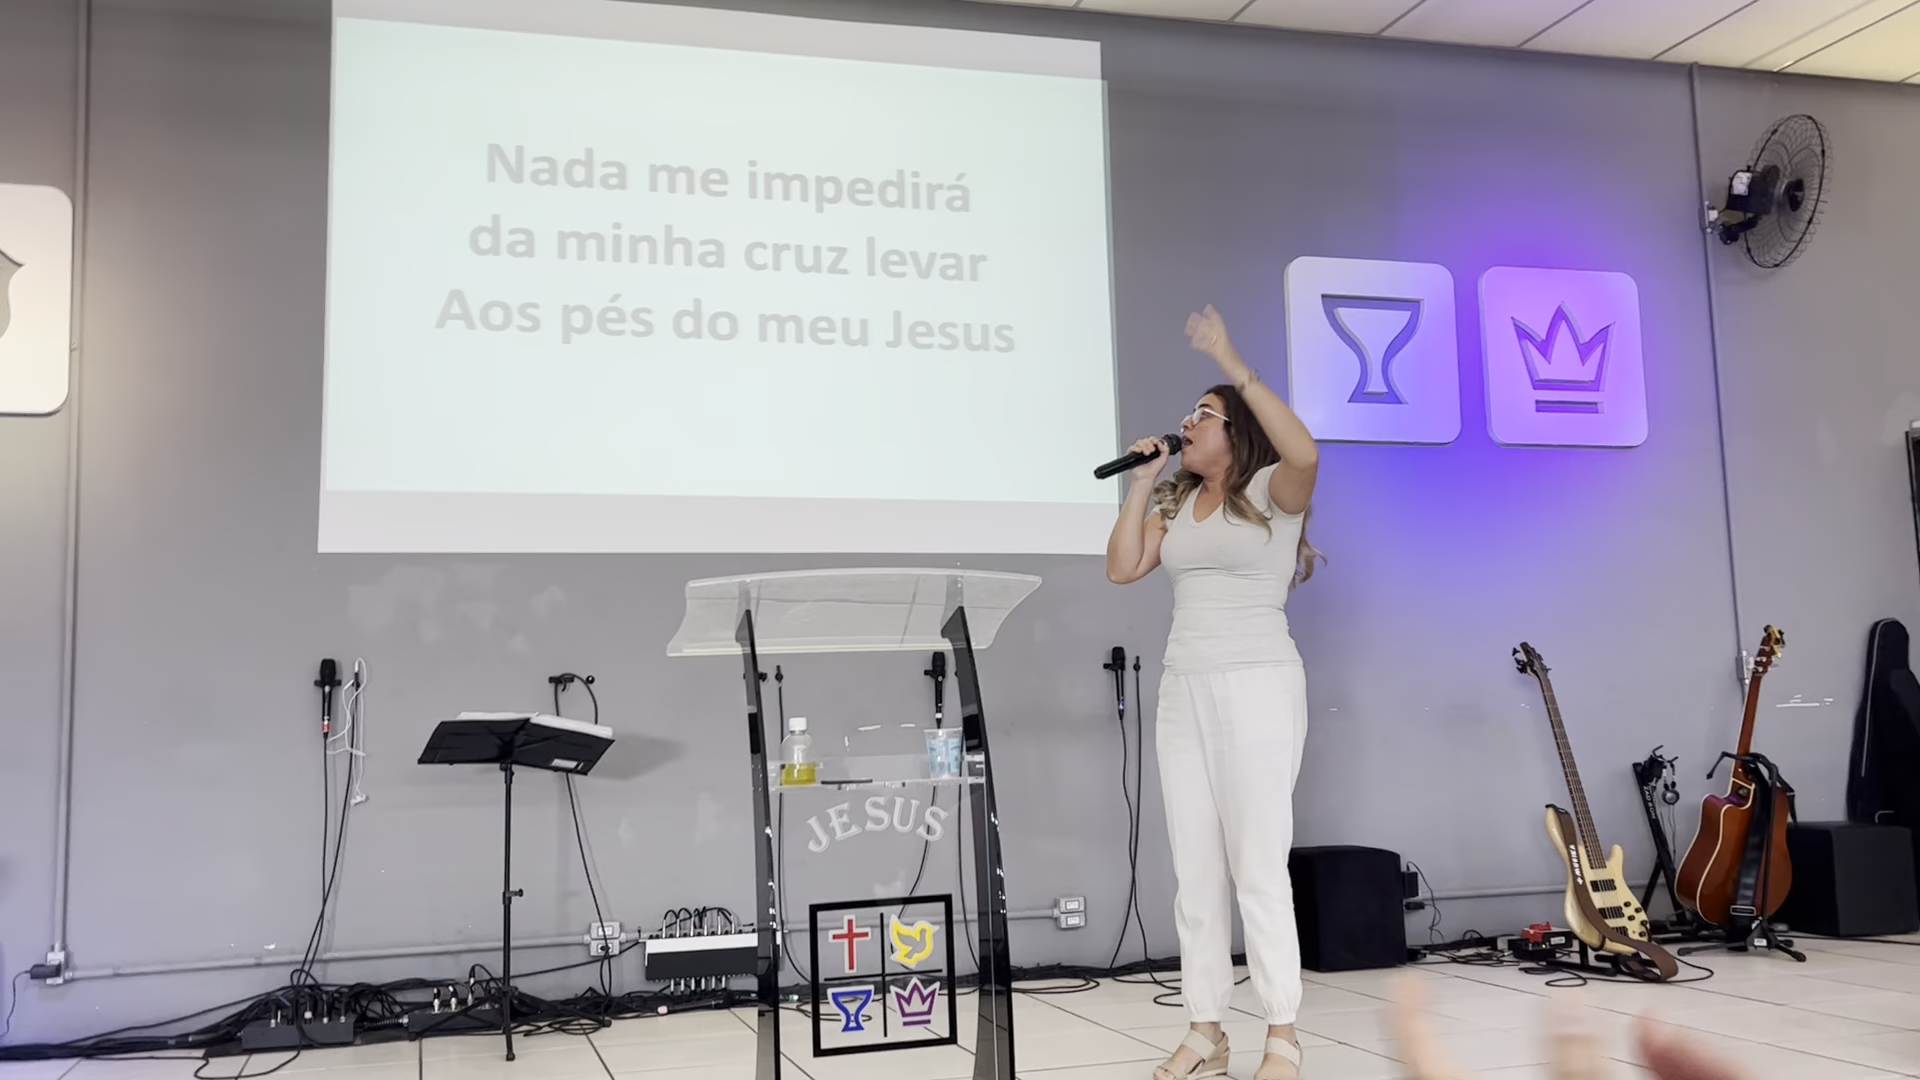 Nada me impedirá
da minha cruz levar
Aos pés do meu Jesus
JESUS